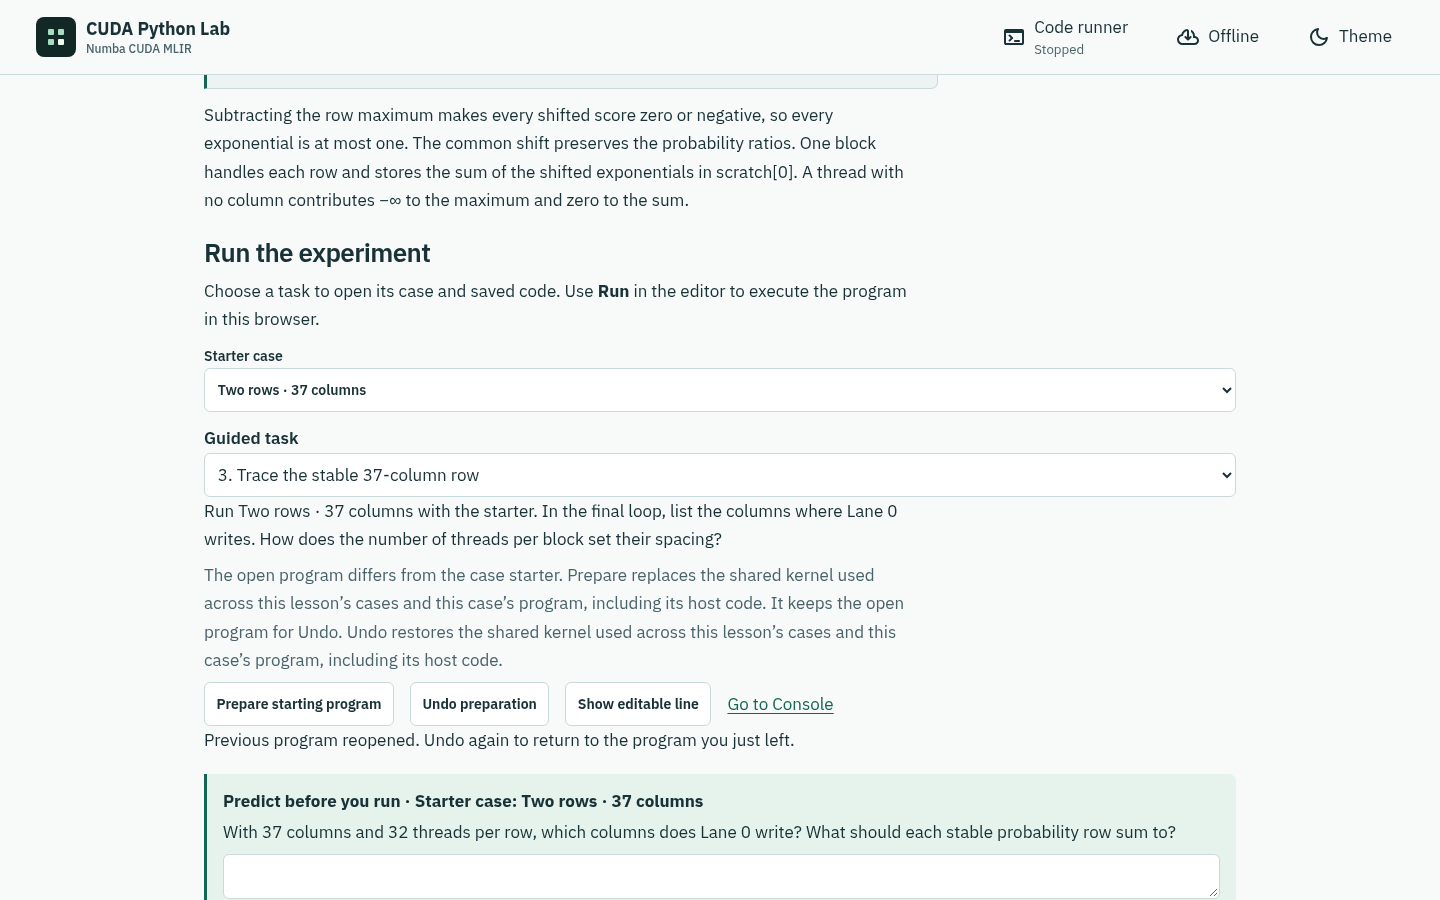 CUDA Python Lab
Numba CUDA MLIR
Code runner
Stopped
Offline
Theme
Subtracting the row maximum makes every shifted score zero or negative, so every
exponential is at most one. The common shift preserves the probability ratios. One block
handles each row and stores the sum of the shifted exponentials in scratch[0]. A thread with
no column contributes −∞ to the maximum and zero to the sum.
Run the experiment
Choose a task to open its case and saved code. Use Run in the editor to execute the program
in this browser.
Starter case
Two rows · 37 columns
Guided task
3. Trace the stable 37-column row
Run Two rows · 37 columns with the starter. In the final loop, list the columns where Lane 0
writes. How does the number of threads per block set their spacing?
The open program differs from the case starter. Prepare replaces the shared kernel used
across this lesson’s cases and this case’s program, including its host code. It keeps the open
program for Undo. Undo restores the shared kernel used across this lesson’s cases and this
case’s program, including its host code.
Prepare starting program
Undo preparation
Show editable line
Go to Console
Previous program reopened. Undo again to return to the program you just left.
Predict before you run · Starter case: Two rows · 37 columns
With 37 columns and 32 threads per row, which columns does Lane 0 write? What should each stable probability row sum to?